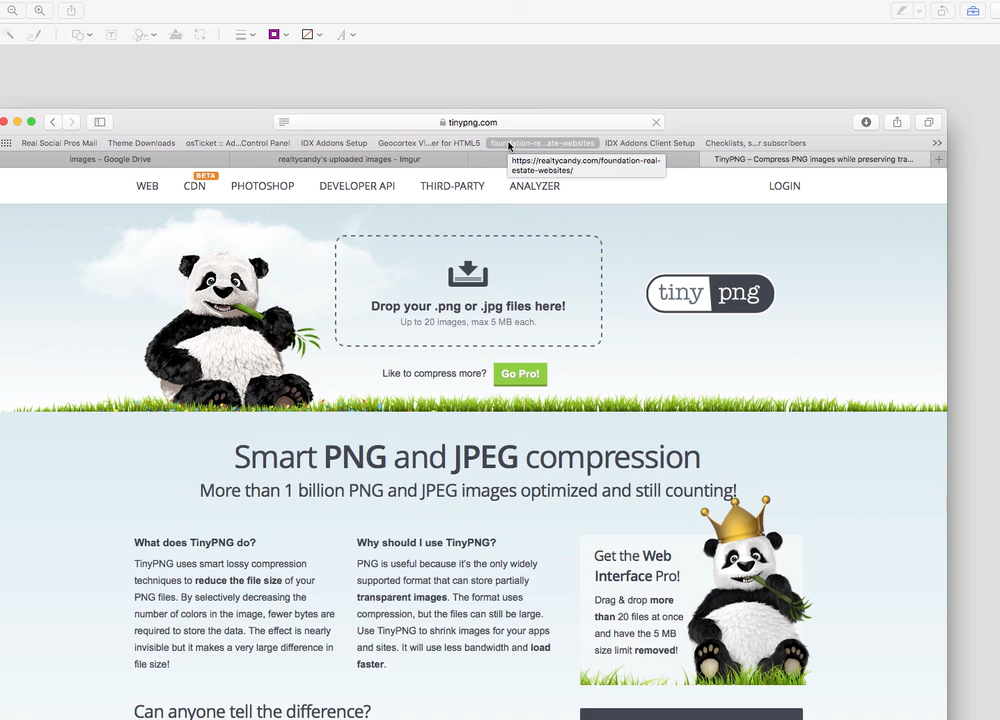 tinypng.com
Real Social Pros Mail Theme Downloads osTicket :: Ad...Control Panel IDX Addons Setup Geocortex Vi...er for HTML5 foundation-re...ate-websites IDX Addons Client Setup Checklists, s...r subscribers
images - Google Drive realtycandy's uploaded images - Imgur TinyPNG – Compress PNG images while preserving tra...
https://realtycandy.com/foundation-real-
estate-websites/
BETA
WEB CDN PHOTOSHOP DEVELOPER API THIRD-PARTY ANALYZER LOGIN
tiny png
Drop your .png or .jpg files here!
Up to 20 images, max 5 MB each.
Like to compress more? Go Pro!
Smart PNG and JPEG compression
More than 1 billion PNG and JPEG images optimized and still counting!
What does TinyPNG do?
TinyPNG uses smart lossy compression
techniques to reduce the file size of your
PNG files. By selectively decreasing the
number of colors in the image, fewer bytes are
required to store the data. The effect is nearly
invisible but it makes a very large difference in
file size!
Why should I use TinyPNG?
PNG is useful because it's the only widely
supported format that can store partially
transparent images. The format uses
compression, but the files can still be large.
Use TinyPNG to shrink images for your apps
and sites. It will use less bandwidth and load
faster.
Get the Web
Interface Pro!
Drag & drop more
than 20 files at once
and have the 5 MB
size limit removed!
Can anyone tell the difference?